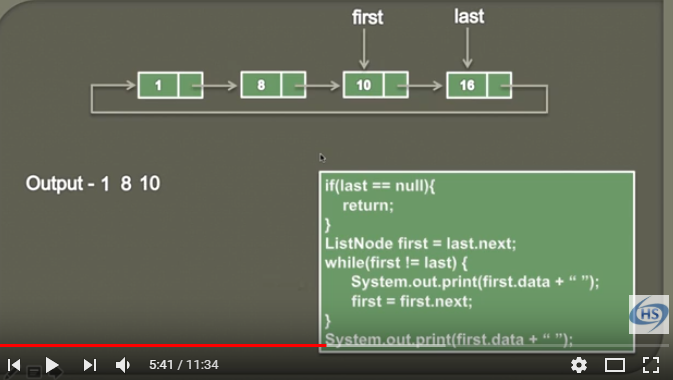 first last
1 8 10 16
Output - 1 8 10
if(last == null){
return;
}
ListNode first = last.next;
while(first != last) {
System.out.print(first.data + “ ”);
first = first.next;
}
System.out.print(first.data + “ ”);
HS
5:41 / 11:34